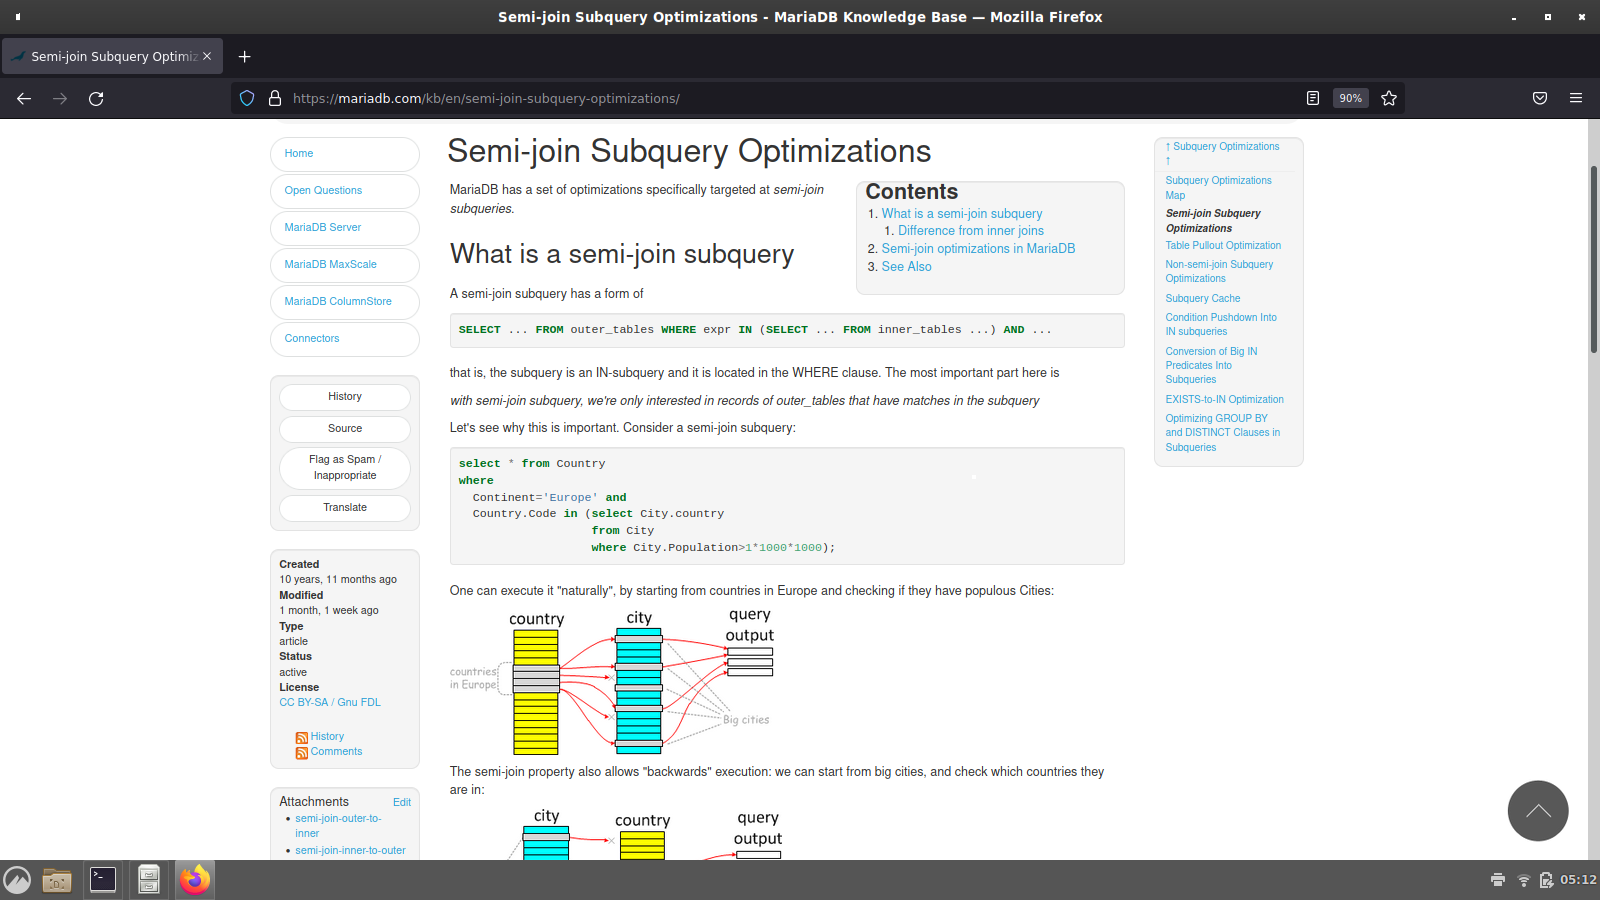 Semi-join Subquery Optimizations - MariaDB Knowledge Base — Mozilla Firefox
Semi-join Subquery Optimiz
https://mariadb.com/kb/en/semi-join-subquery-optimizations/
90%
Home
Open Questions
MariaDB Server
MariaDB MaxScale
MariaDB ColumnStore
Connectors
History
Source
Flag as Spam /
Inappropriate
Translate
Created
10 years, 11 months ago
Modified
1 month, 1 week ago
Type
article
Status
active
License
CC BY-SA / Gnu FDL
History
Comments
Attachments Edit
semi-join-outer-to-
inner
semi-join-inner-to-outer
Semi-join Subquery Optimizations
MariaDB has a set of optimizations specifically targeted at semi-join
subqueries.
Contents
1. What is a semi-join subquery
1. Difference from inner joins
2. Semi-join optimizations in MariaDB
3. See Also
What is a semi-join subquery
A semi-join subquery has a form of
SELECT ... FROM outer_tables WHERE expr IN (SELECT ... FROM inner_tables ...) AND ...
that is, the subquery is an IN-subquery and it is located in the WHERE clause. The most important part here is
with semi-join subquery, we're only interested in records of outer_tables that have matches in the subquery
Let's see why this is important. Consider a semi-join subquery:
select * from Country
where
Continent='Europe' and
Country.Code in (select City.country
from City
where City.Population>1*1000*1000);
One can execute it "naturally", by starting from countries in Europe and checking if they have populous Cities:
country
city
query
output
countries
in Europe
Big cities
The semi-join property also allows "backwards" execution: we can start from big cities, and check which countries they
are in:
city
country
query
output
↑ Subquery Optimizations
↑
Subquery Optimizations
Map
Semi-join Subquery
Optimizations
Table Pullout Optimization
Non-semi-join Subquery
Optimizations
Subquery Cache
Condition Pushdown Into
IN subqueries
Conversion of Big IN
Predicates Into
Subqueries
EXISTS-to-IN Optimization
Optimizing GROUP BY
and DISTINCT Clauses in
Subqueries
05:12